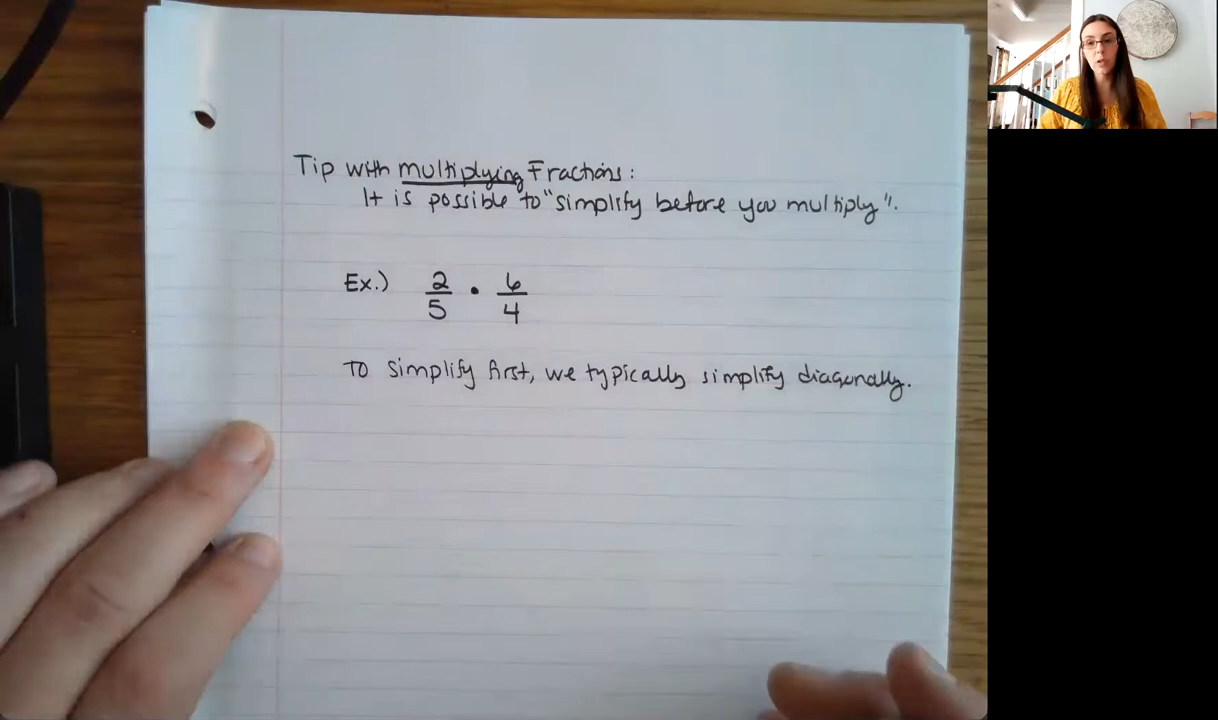 Tip with multiplying Fractions:
It is possible to "simplify before you multiply".
Ex.) 2/5 • 6/4
To simplify first, we typically simplify diagonally.